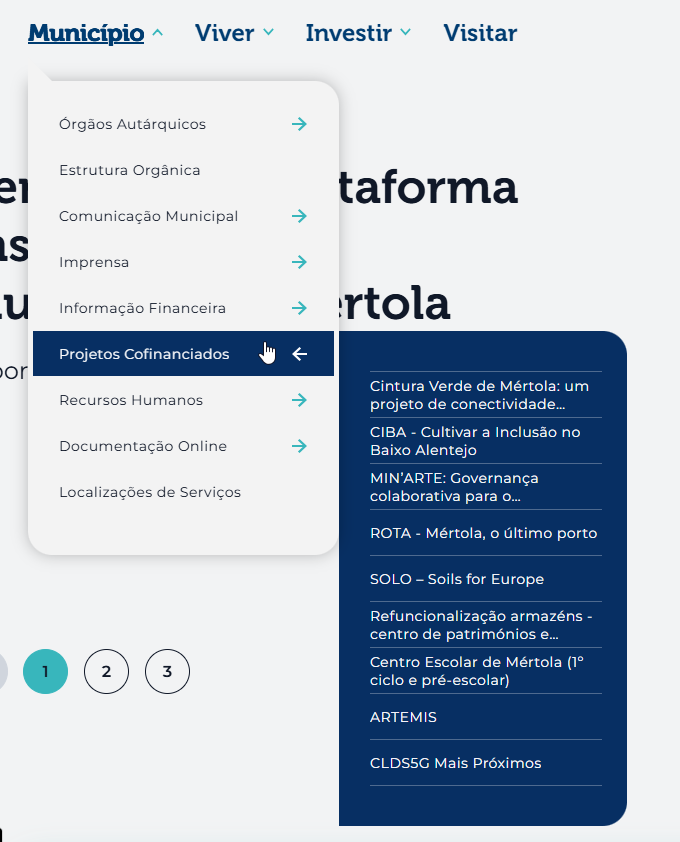 Município
Viver
Investir
Visitar
taforma
ertola
por
Órgãos Autárquicos
Estrutura Orgânica
Comunicação Municipal
Imprensa
Informação Financeira
Projetos Cofinanciados
Recursos Humanos
Documentação Online
Localizações de Serviços
Cintura Verde de Mértola: um
projeto de conectividade...
CIBA - Cultivar a Inclusão no
Baixo Alentejo
MIN'ARTE: Governança
colaborativa para o...
ROTA - Mértola, o último porto
SOLO – Soils for Europe
Refuncionalização armazéns -
centro de patrimónios e...
Centro Escolar de Mértola (1º
ciclo e pré-escolar)
ARTEMIS
CLDS5G Mais Próximos
1
2
3